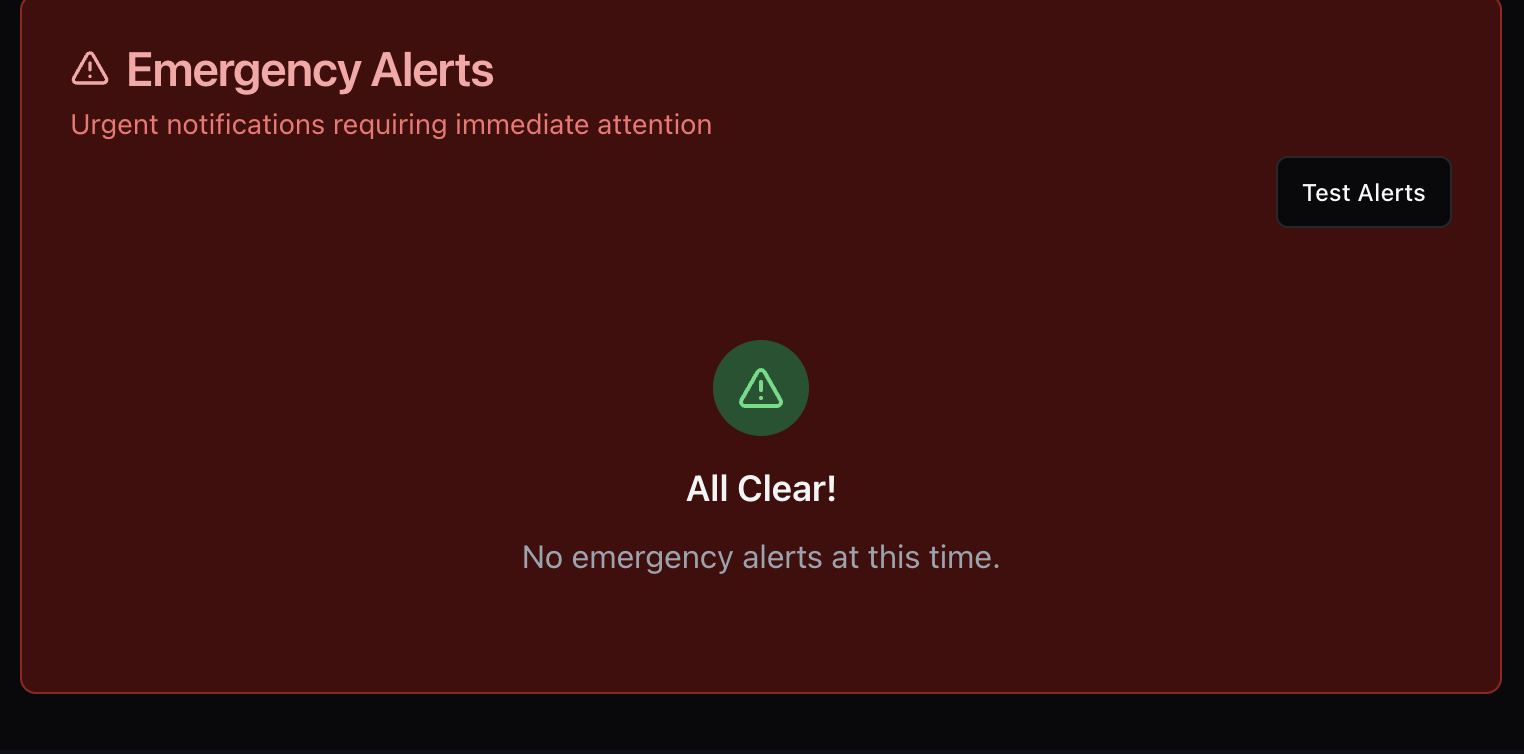 Emergency Alerts
Urgent notifications requiring immediate attention
Test Alerts
All Clear!
No emergency alerts at this time.